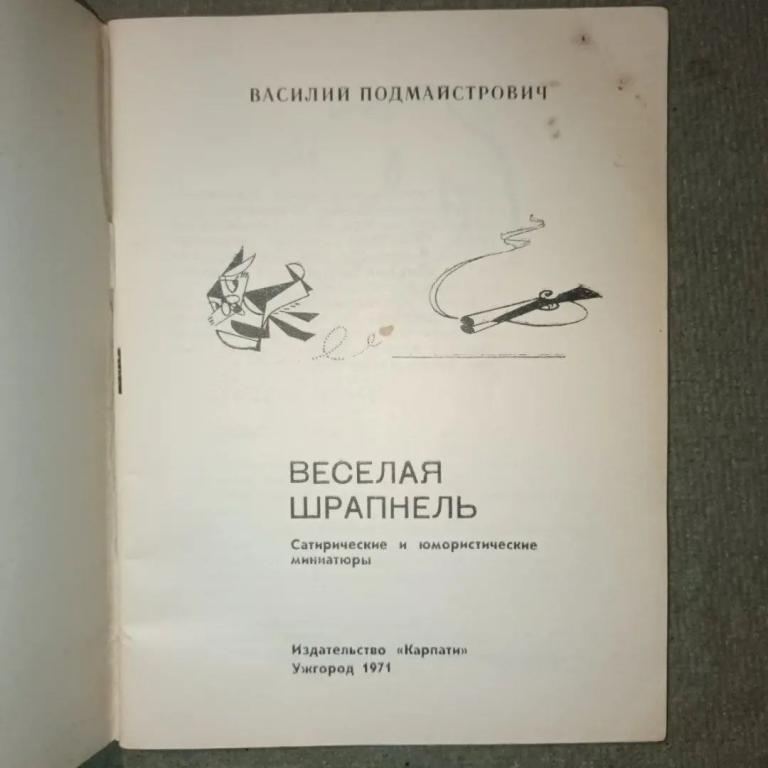 ВАСИЛИЙ ПОДМАЙСТРОВИЧ
ВЕСЕЛАЯ
ШРАПНЕЛЬ
Сатирические и юмористические
миниатюры
Издательство «Карпати»
Ужгород 1971